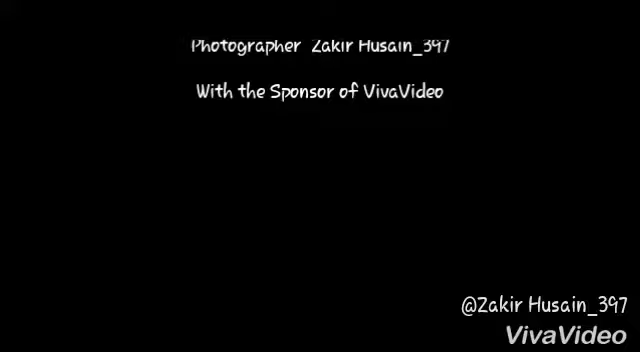 Photographer Zakir Husain_397
With the Sponsor of VivaVideo
@Zakir Husain_397
VivaVideo